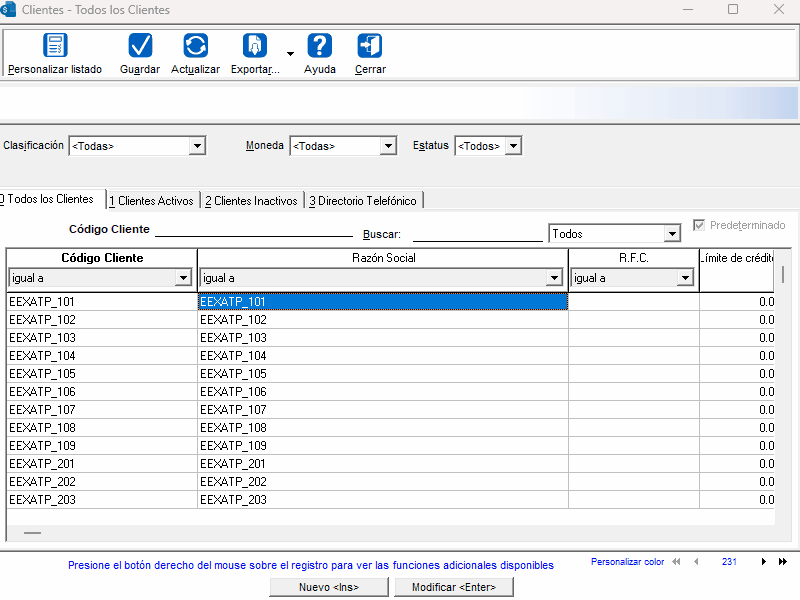 Clientes - Todos los Clientes
Personalizar listado Guardar Actualizar Exportar... Ayuda Cerrar
Clasificación <Todas> Moneda <Todas> Estatus <Todos>
0 Todos los Clientes 1 Clientes Activos 2 Clientes Inactivos 3 Directorio Telefónico
Código Cliente Buscar: Todos Predeterminado
Código Cliente Razón Social R.F.C. Límite de crédito
igual a igual a igual a
EEXATP_101 EEXATP_101 0.0
EEXATP_102 EEXATP_102 0.0
EEXATP_103 EEXATP_103 0.0
EEXATP_104 EEXATP_104 0.0
EEXATP_105 EEXATP_105 0.0
EEXATP_106 EEXATP_106 0.0
EEXATP_107 EEXATP_107 0.0
EEXATP_108 EEXATP_108 0.0
EEXATP_109 EEXATP_109 0.0
EEXATP_201 EEXATP_201 0.0
EEXATP_202 EEXATP_202 0.0
EEXATP_203 EEXATP_203 0.0
Presione el botón derecho del mouse sobre el registro para ver las funciones adicionales disponibles Personalizar color 231
Nuevo <Ins> Modificar <Enter>